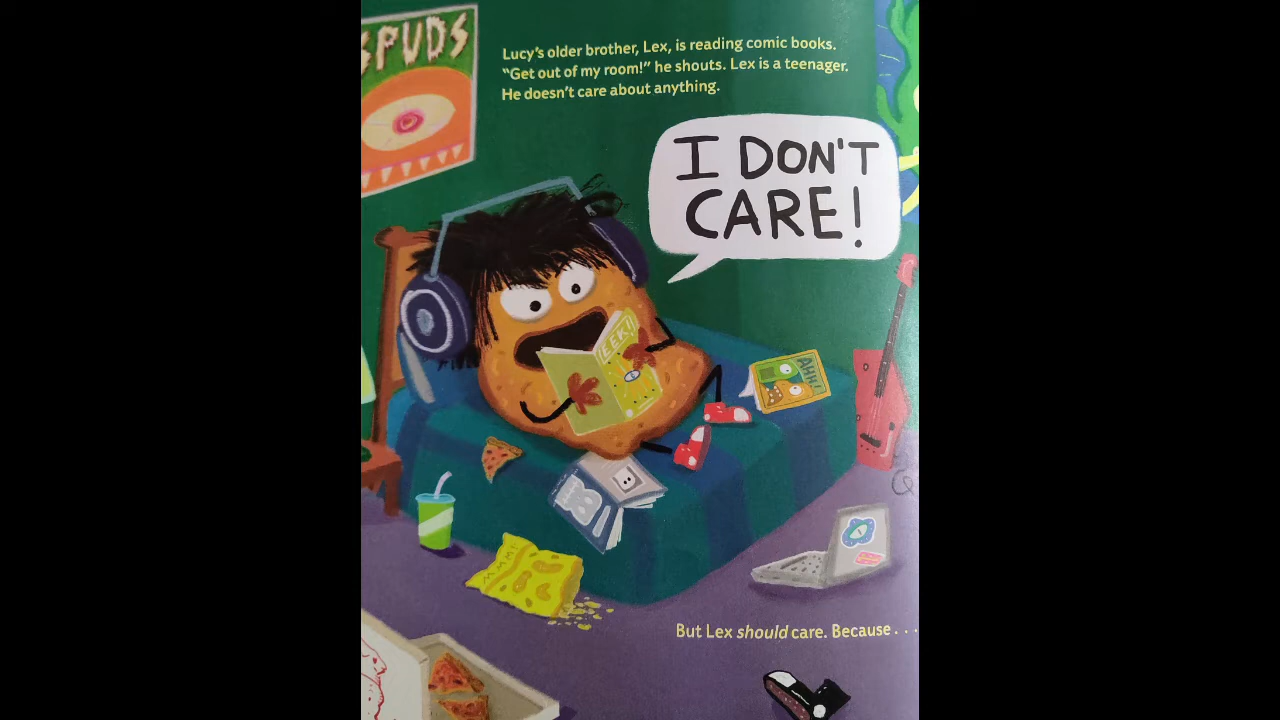 SPUDS
Lucy's older brother, Lex, is reading comic books.
"Get out of my room!" he shouts. Lex is a teenager.
He doesn't care about anything.
I DON'T
CARE!
EEK!
AHH!
MMM!
But Lex should care. Because . . .